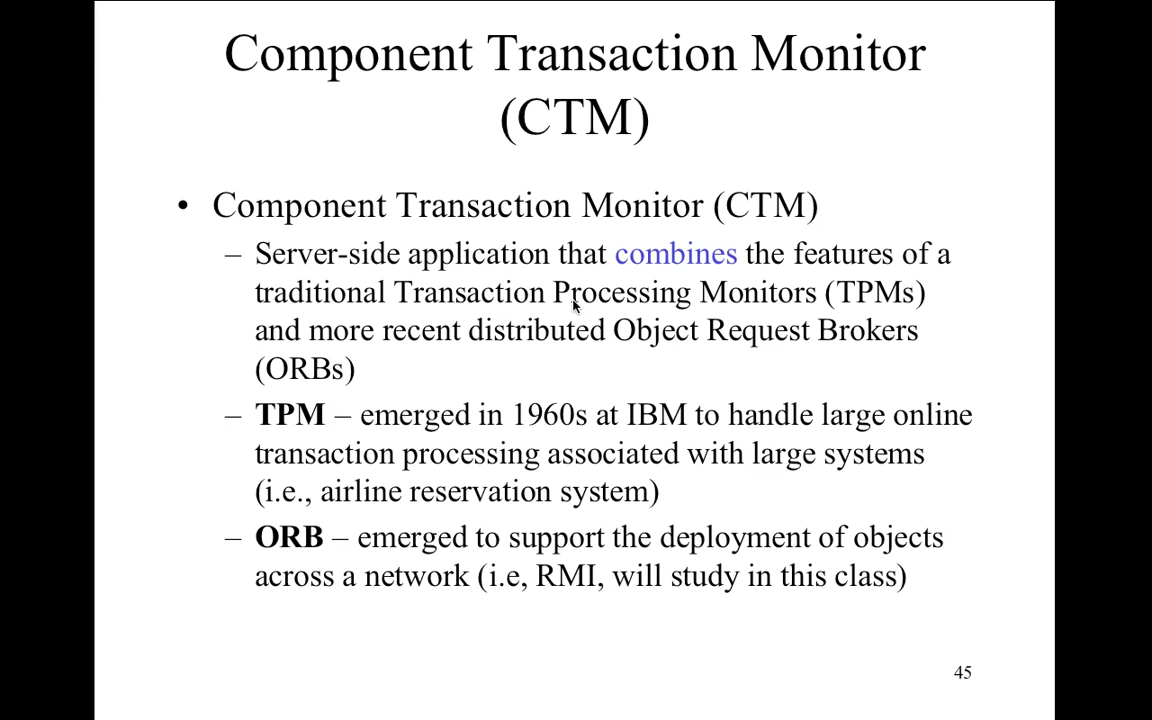 Component Transaction Monitor
(CTM)
• Component Transaction Monitor (CTM)
– Server-side application that combines the features of a
traditional Transaction Processing Monitors (TPMs)
and more recent distributed Object Request Brokers
(ORBs)
– TPM – emerged in 1960s at IBM to handle large online
transaction processing associated with large systems
(i.e., airline reservation system)
– ORB – emerged to support the deployment of objects
across a network (i.e, RMI, will study in this class)
45